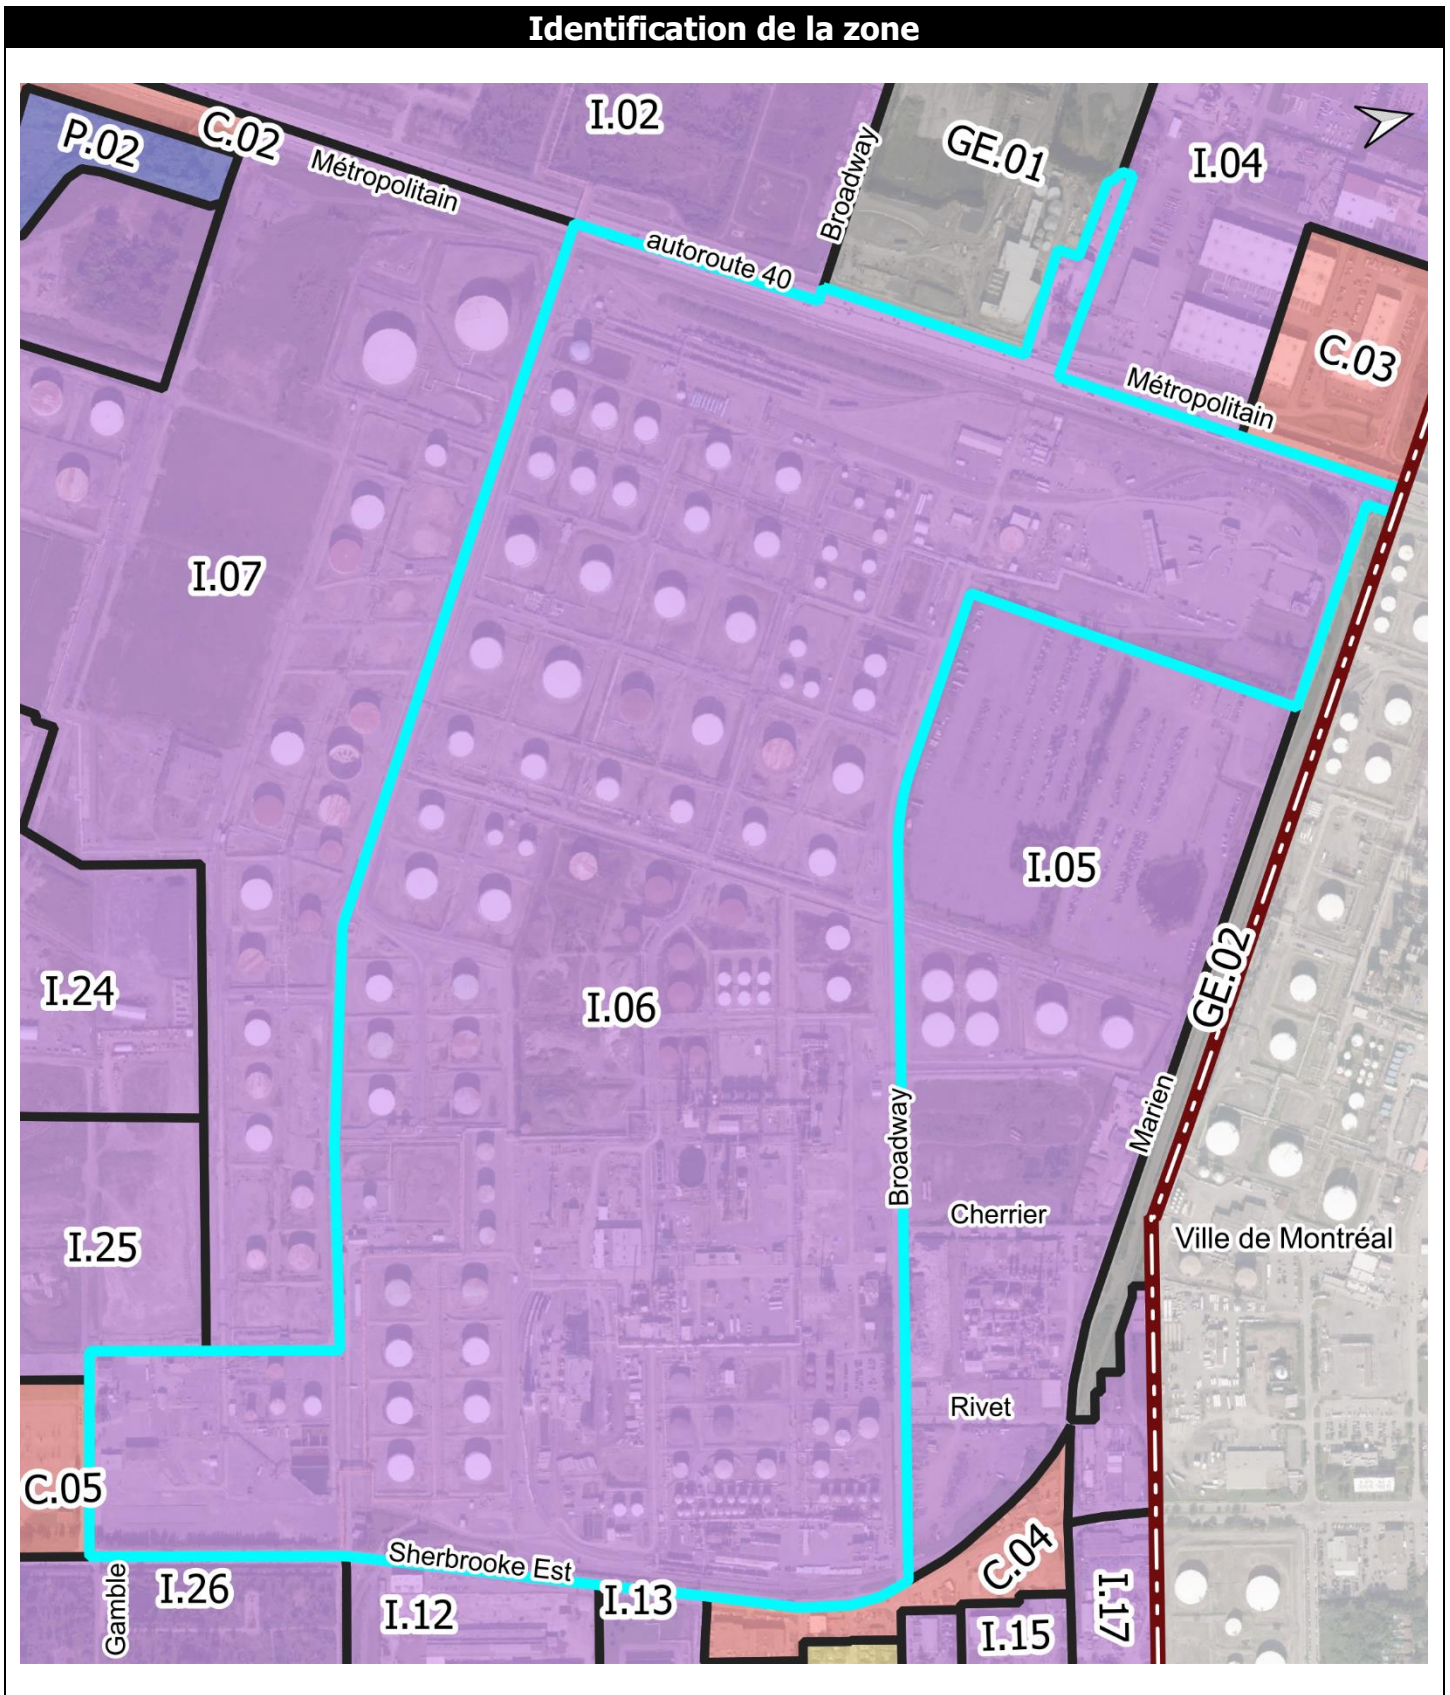 Identification de la zone
I.02
P.02
C.02
Métropolitain
Broadway
GE.01
I.04
autoroute 40
C.03
Métropolitain
I.07
I.05
I.24
I.06
GE.02
Marien
Broadway
Cherrier
Ville de Montréal
I.25
Rivet
C.05
Sherbrooke Est
C.04
Gamble
I.26
I.12
I.13
I.15
I.17